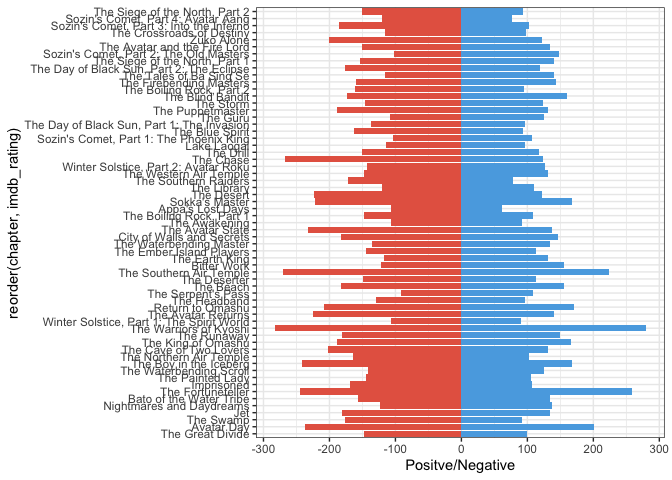 reorder(chapter, imdb_rating)
The Siege of the North, Part 2
Sozin's Comet, Part 4: Avatar Aang
Sozin's Comet, Part 3: Into the Inferno
The Crossroads of Destiny
Zuko Alone
The Avatar and the Fire Lord
Sozin's Comet, Part 2: The Old Masters
The Siege of the North, Part 1
The Day of Black Sun, Part 2: The Eclipse
The Tales of Ba Sing Se
The Firebending Masters
The Boiling Rock, Part 2
The Blind Bandit
The Storm
The Puppetmaster
The Guru
The Day of Black Sun, Part 1: The Invasion
The Blue Spirit
Sozin's Comet, Part 1: The Phoenix King
Lake Laogai
The Drill
The Chase
Winter Solstice, Part 2: Avatar Roku
The Western Air Temple
The Southern Raiders
The Library
The Desert
Sokka's Master
Appa's Lost Days
The Boiling Rock, Part 1
The Awakening
The Avatar State
City of Walls and Secrets
The Waterbending Master
The Ember Island Players
The Earth King
Bitter Work
The Southern Air Temple
The Deserter
The Beach
The Serpent's Pass
The Headband
Return to Omashu
The Avatar Returns
Winter Solstice, Part 1: The Spirit World
The Warriors of Kyoshi
The Runaway
The King of Omashu
The Cave of Two Lovers
The Northern Air Temple
The Boy in the Iceberg
The Waterbending Scroll
The Painted Lady
Imprisoned
The Fortuneteller
Bato of the Water Tribe
Nightmares and Daydreams
Jet
The Swamp
Avatar Day
The Great Divide
-300 -200 -100 0 100 200 300
Positve/Negative